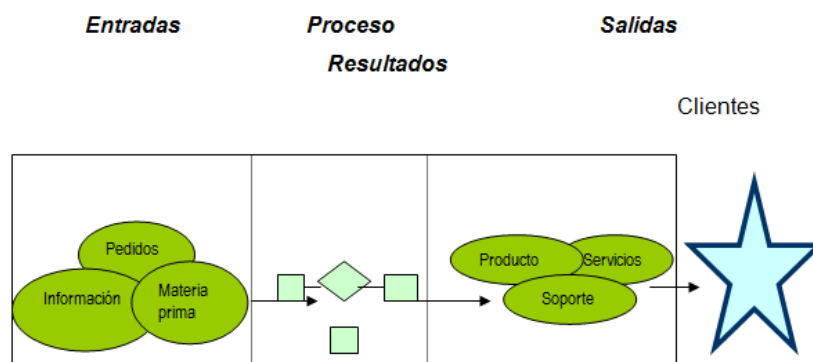 Entradas Proceso Salidas
Resultados
Clientes
Pedidos
Información
Materia
prima
Producto
Servicios
Soporte